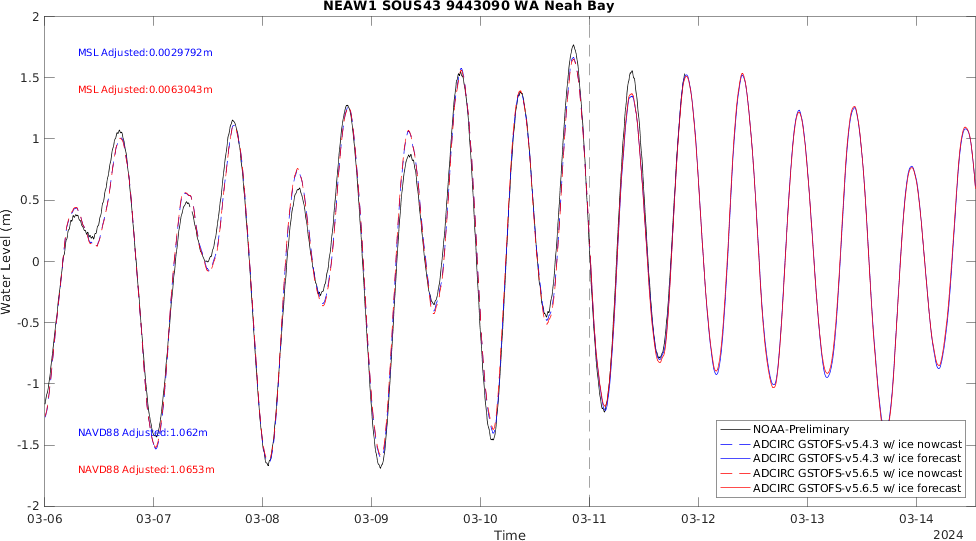 NEAW1 SOUS43 9443090 WA Neah Bay
2
1.5
1
0.5
0
-0.5
-1
-1.5
-2
Water Level (m)
MSL Adjusted:0.0029792m
MSL Adjusted:0.0063043m
NAVD88 Adjusted:1.062m
NAVD88 Adjusted:1.0653m
NOAA-Preliminary
ADCIRC GSTOFS-v5.4.3 w/ ice nowcast
ADCIRC GSTOFS-v5.4.3 w/ ice forecast
ADCIRC GSTOFS-v5.6.5 w/ ice nowcast
ADCIRC GSTOFS-v5.6.5 w/ ice forecast
03-06 03-07 03-08 03-09 03-10 03-11 03-12 03-13 03-14
Time
2024